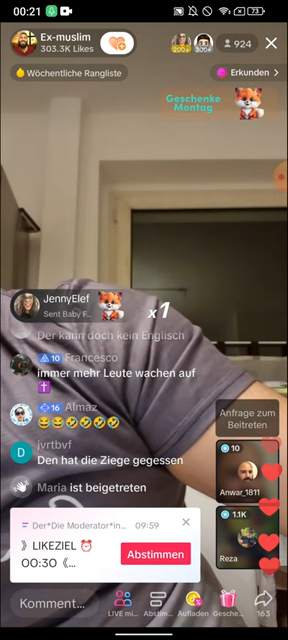 00:21
73
Ex-muslim
303.3K Likes
200+
300+
924
Wöchentliche Rangliste
Erkunden
Geschenke
Montag
JennyElef
Sent Baby F...
x1
Der kann doch kein Englisch
10 Francesco
immer mehr Leute wachen auf
16 Almaz
jvrtbvf
D
Den hat die Ziege gegessen
Maria ist beigetreten
Anfrage zum
Beitreten
10
Anwar_1811
1.1K
Reza
Der*Die Moderator*in... 09:59
》LIKEZIEL ⏰
00:30《...
Abstimmen
Komment...
LIVE mi...
Abstim...
Aufladen
Gesche...
163